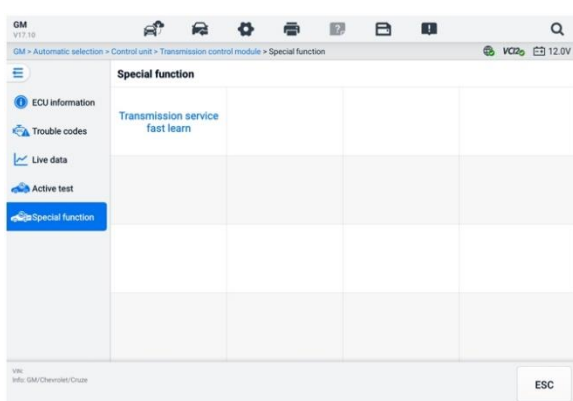 GM
V17.10
GM > Automatic selection > Control unit > Transmission control module > Special function
VCI2
12.0V
Special function
ECU information
Trouble codes
Live data
Active test
Special function
Transmission service
fast learn
VIN:
Info: GM/Chevrolet/Cruze
ESC